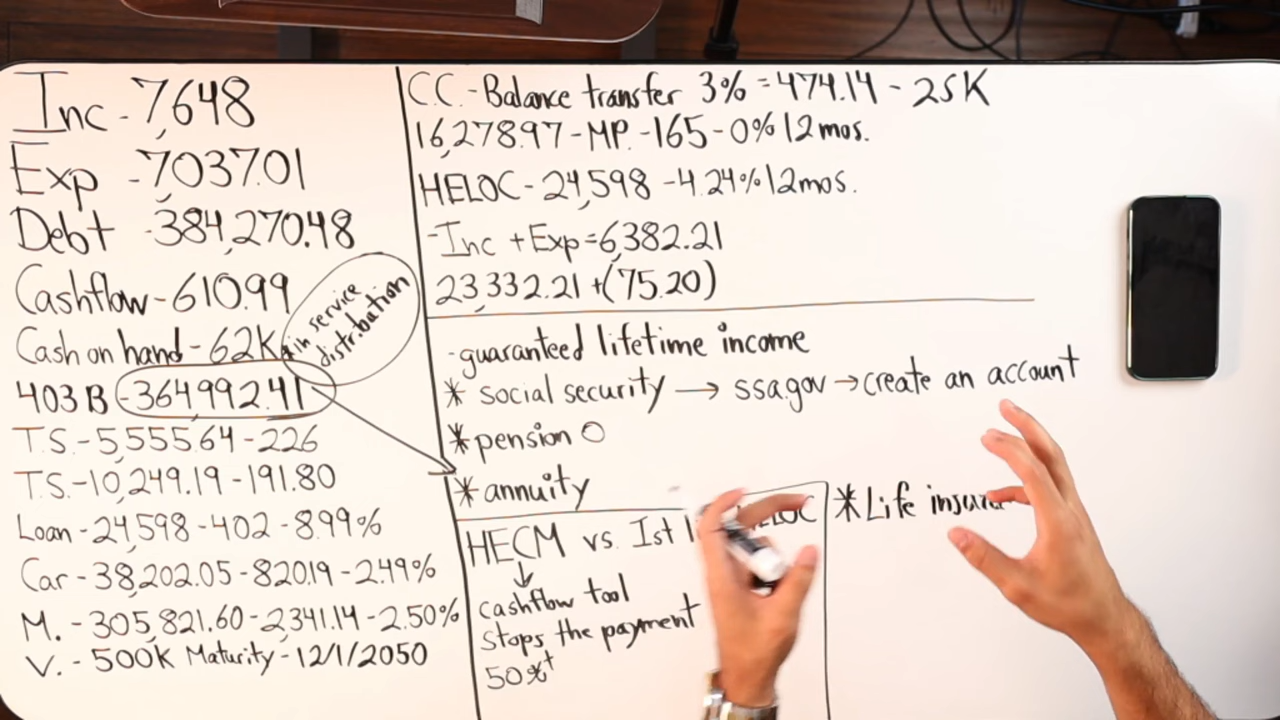 Inc - 7,648
Exp - 7,037.01
Debt - 384,270.48
Cashflow - 610.99
Cash on hand - 62K
in service distribution
403 B - 364,992.41
T.S. - 5,555.64 - 226
T.S. - 10,249.19 - 191.80
Loan - 24,598 - 402 - 8.99%
Car - 38,202.05 - 820.19 - 2.49%
M. - 305,821.60 - 2,341.14 - 2.50%
V. - 500K Maturity - 12/1/2050
C.C. - Balance transfer 3% = 474.14 - 25K
16,278.97 - MP. - 165 - 0% 12 mos.
HELOC - 24,598 - 4.24% 12 mos.
- Inc + Exp = 6,382.21
23,332.21 + (75.20)
- guaranteed lifetime income
* social security → ssa.gov → create an account
* pension O
* annuity
HECM vs. 1st HELOC
↓
cashflow tool
stops the payment
50%+
* Life